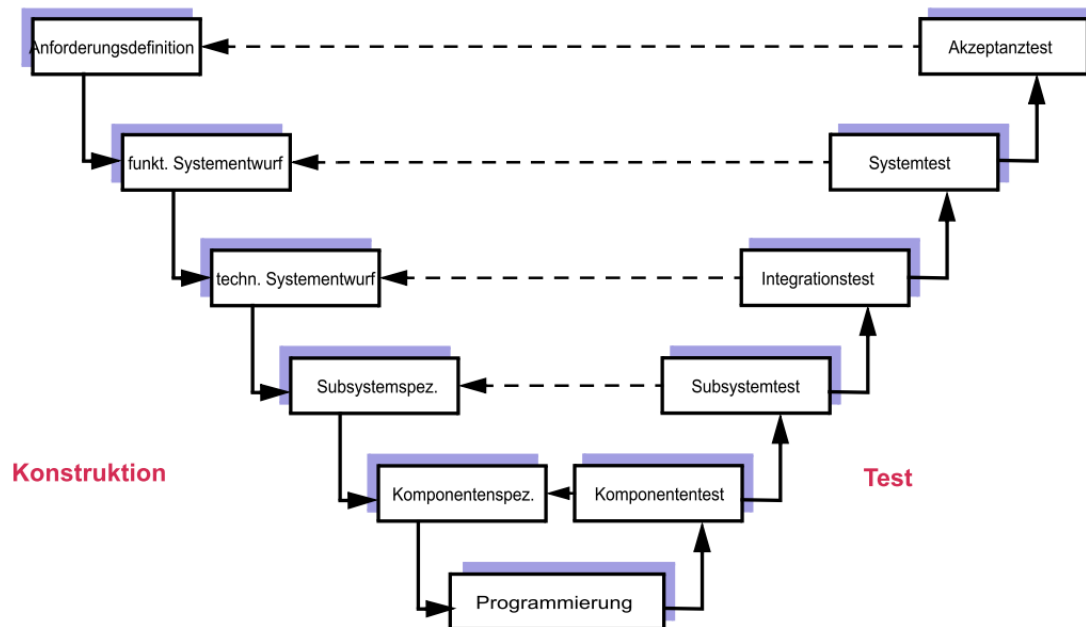 Anforderungsdefinition
Akzeptanztest
funkt. Systementwurf
Systemtest
techn. Systementwurf
Integrationstest
Subsystemspez.
Subsystemtest
Konstruktion
Test
Komponentenspez.
Komponententest
Programmierung